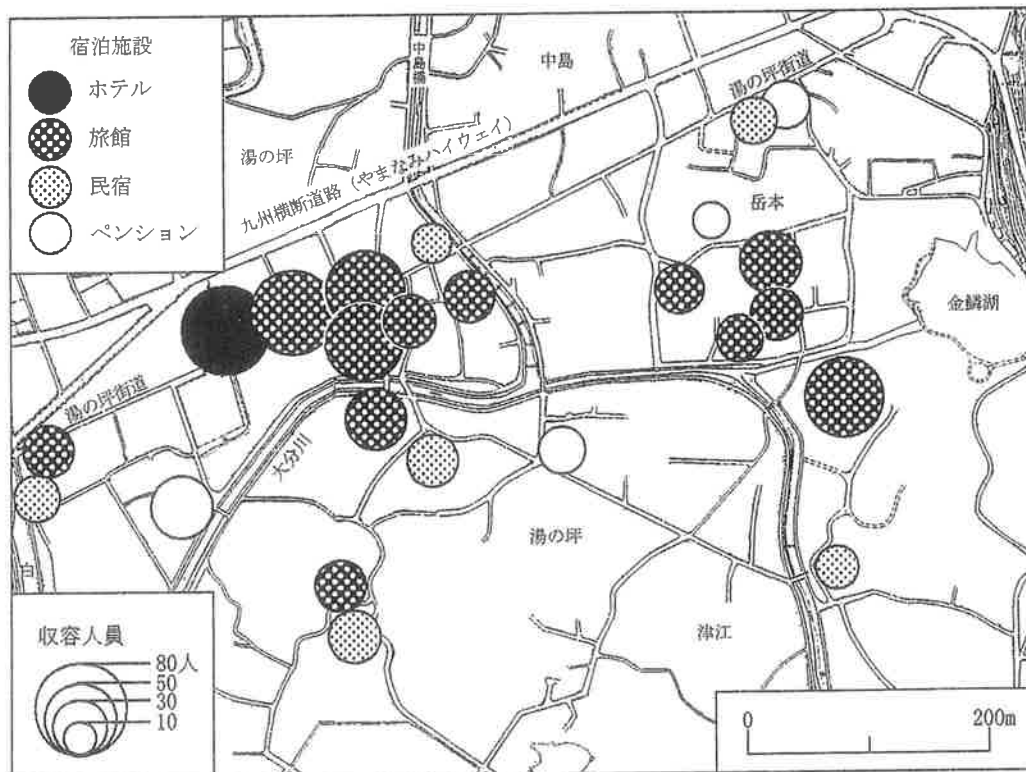 宿泊施設
ホテル
旅館
民宿
ペンション
中島橋
中島
湯の坪街道
湯の坪
九州横断道路(やまなみハイウェイ)
岳本
金鱗湖
湯の坪街道
大分川
湯の坪
津江
白
収容人員
80人
50
30
10
0
200m